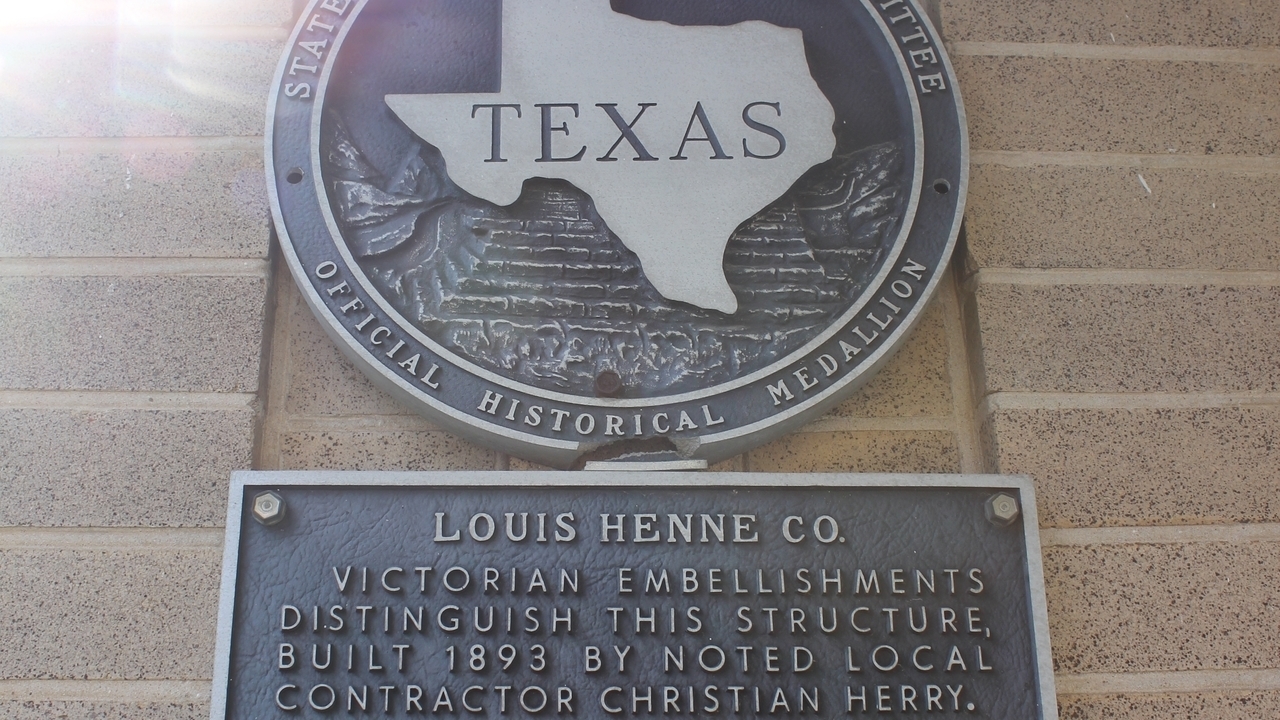 STATE
TEXAS
OFFICIAL HISTORICAL MEDALLION
LOUIS HENNE CO.
VICTORIAN EMBELLISHMENTS
DISTINGUISH THIS STRUCTURE,
BUILT 1893 BY NOTED LOCAL
CONTRACTOR CHRISTIAN HERRY.